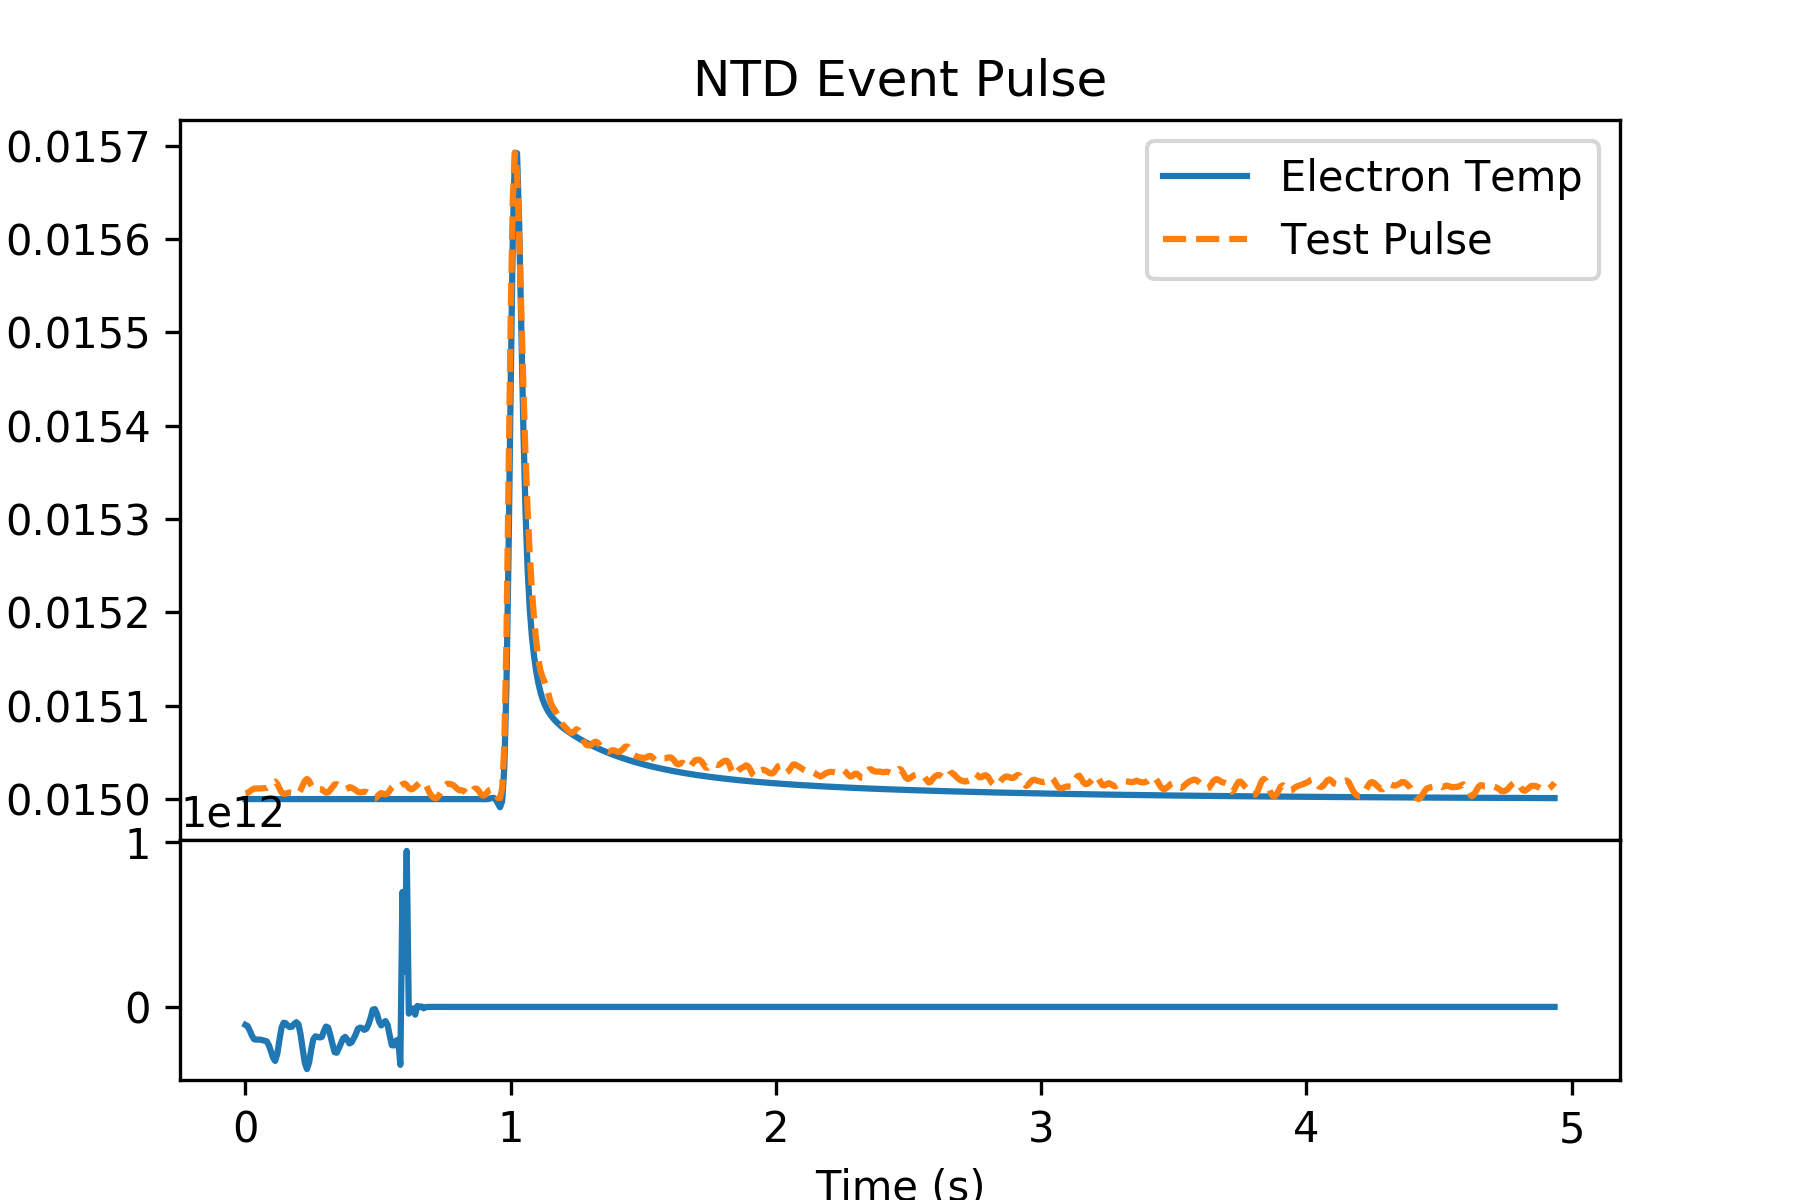 NTD Event Pulse
0.0157
0.0156
0.0155
0.0154
0.0153
0.0152
0.0151
0.0150
Electron Temp
Test Pulse
1e12
1
0
0 1 2 3 4 5
Time (s)